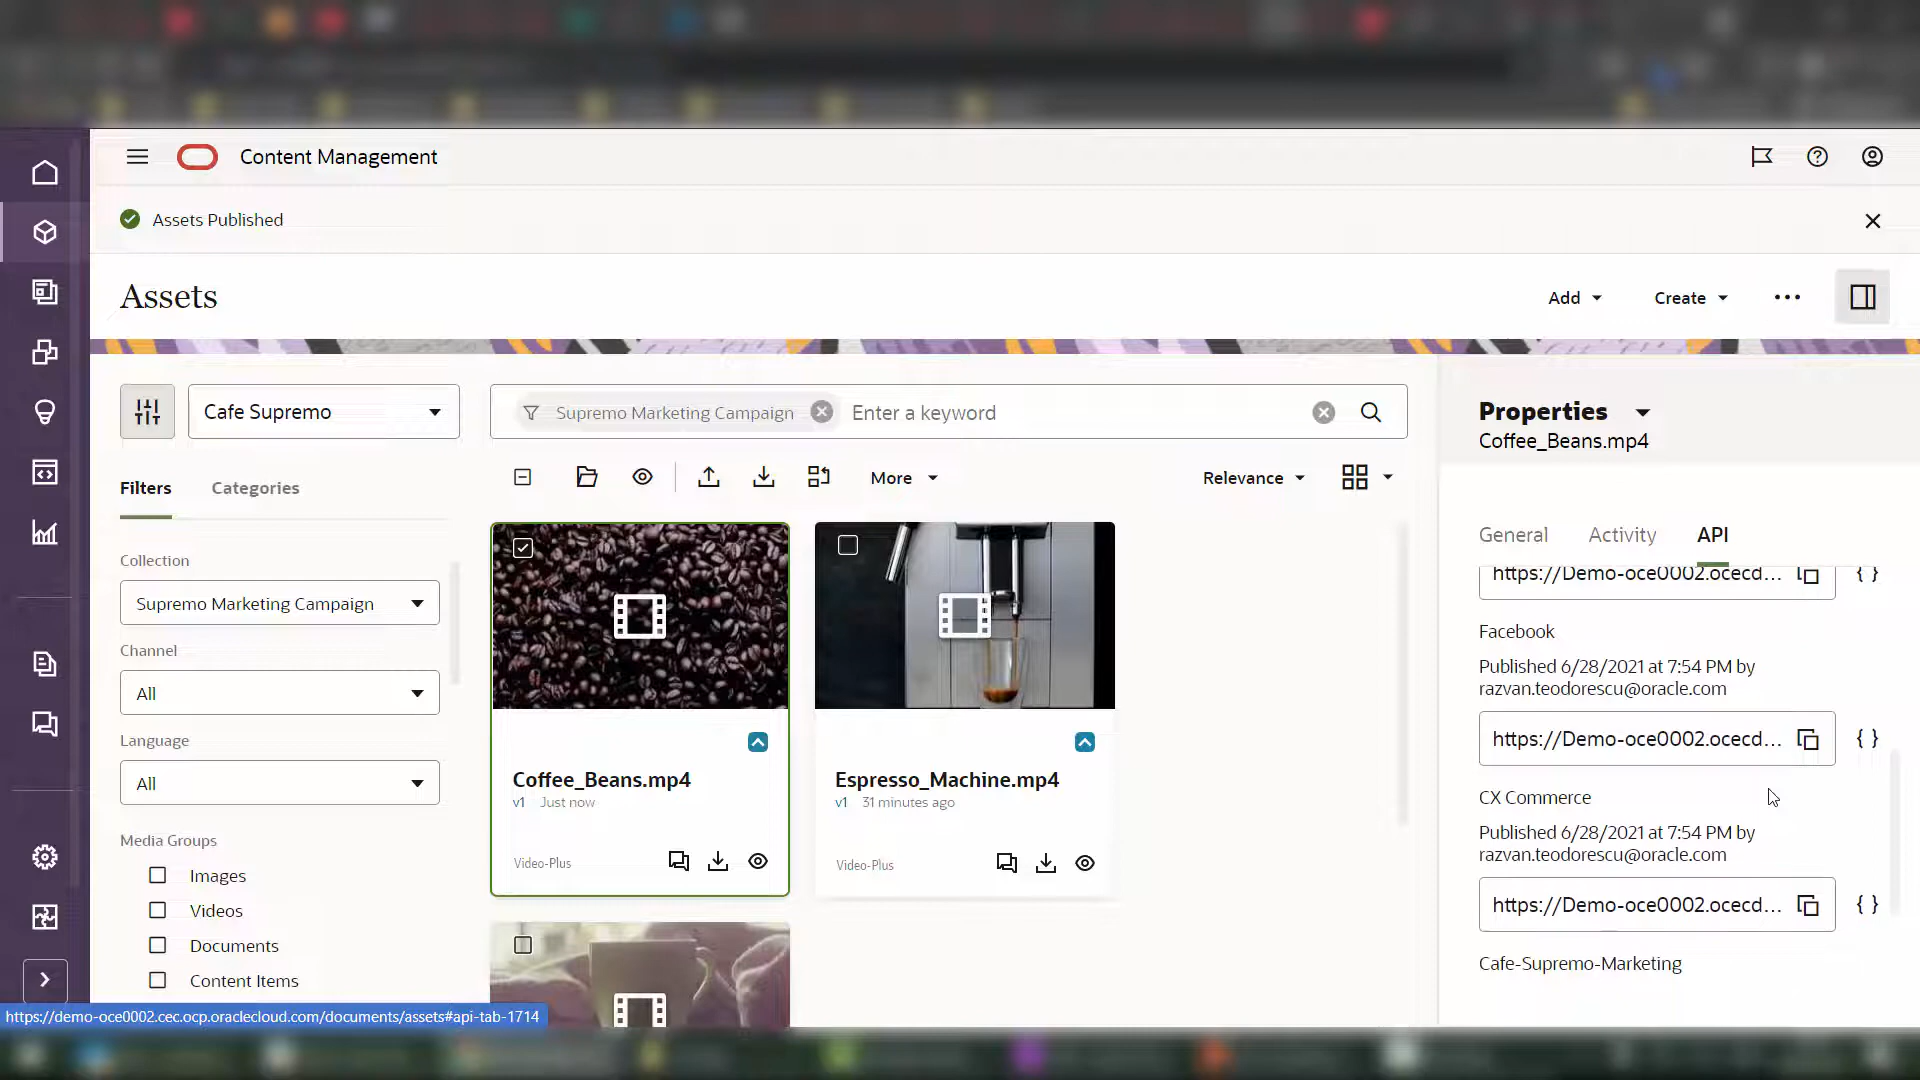 Content Management
Assets Published
Assets
Add
Create
Cafe Supremo
Supremo Marketing Campaign
Enter a keyword
Filters
Categories
More
Relevance
Collection
Supremo Marketing Campaign
Channel
All
Language
All
Media Groups
Images
Videos
Documents
Content Items
Coffee_Beans.mp4
v1 Just now
Video-Plus
Espresso_Machine.mp4
v1 31 minutes ago
Video-Plus
Properties
Coffee_Beans.mp4
General
Activity
API
https://Demo-oce0002.ocecd...
{ }
Facebook
Published 6/28/2021 at 7:54 PM by
razvan.teodorescu@oracle.com
https://Demo-oce0002.ocecd...
{ }
CX Commerce
Published 6/28/2021 at 7:54 PM by
razvan.teodorescu@oracle.com
https://Demo-oce0002.ocecd...
{ }
Cafe-Supremo-Marketing
https://demo-oce0002.cec.ocp.oraclecloud.com/documents/assets#api-tab-1714